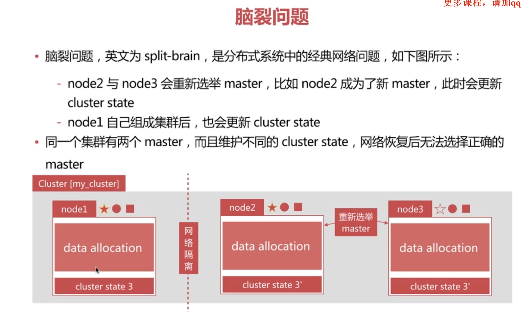 更多课程，请加qq
脑裂问题
• 脑裂问题，英文为 split-brain，是分布式系统中的经典网络问题，如下图所示：
- node2 与 node3 会重新选举 master，比如 node2 成为了新 master，此时会更新
cluster state
- node1 自己组成集群后，也会更新 cluster state
• 同一个集群有两个 master，而且维护不同的 cluster state，网络恢复后无法选择正确的
master
Cluster [my_cluster]
node1
data allocation
cluster state 3
网络隔离
node2
data allocation
cluster state 3'
重新选举
master
node3
data allocation
cluster state 3'